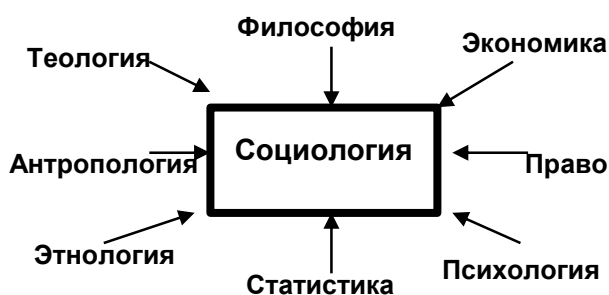 Философия
Экономика
Теология
Социология
Антропология
Право
Этнология
Психология
Статистика